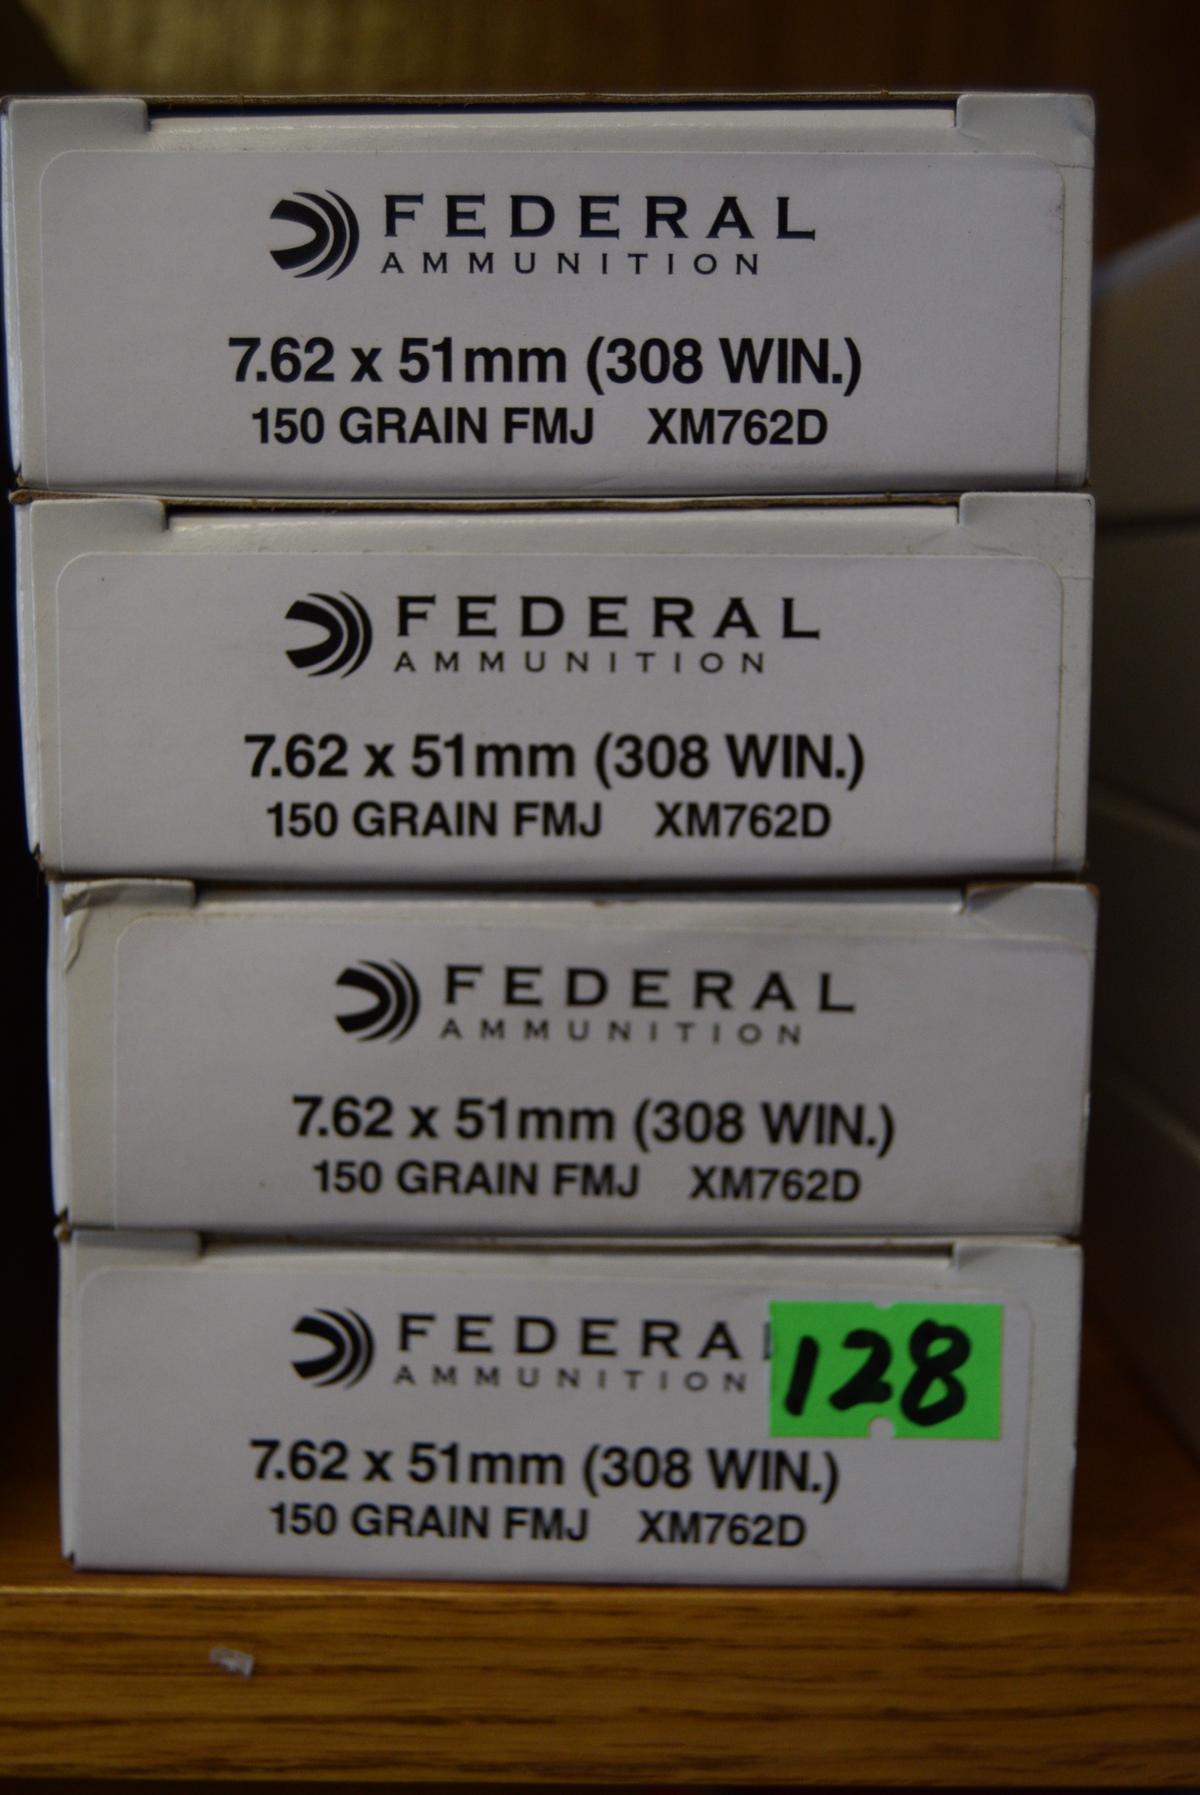 FEDERAL
AMMUNITION
7.62 x 51mm (308 WIN.)
150 GRAIN FMJ XM762D
FEDERAL
AMMUNITION
7.62 x 51mm (308 WIN.)
150 GRAIN FMJ XM762D
FEDERAL
AMMUNITION
7.62 x 51mm (308 WIN.)
150 GRAIN FMJ XM762D
FEDERAL
AMMUNITION
128
7.62 x 51mm (308 WIN.)
150 GRAIN FMJ XM762D